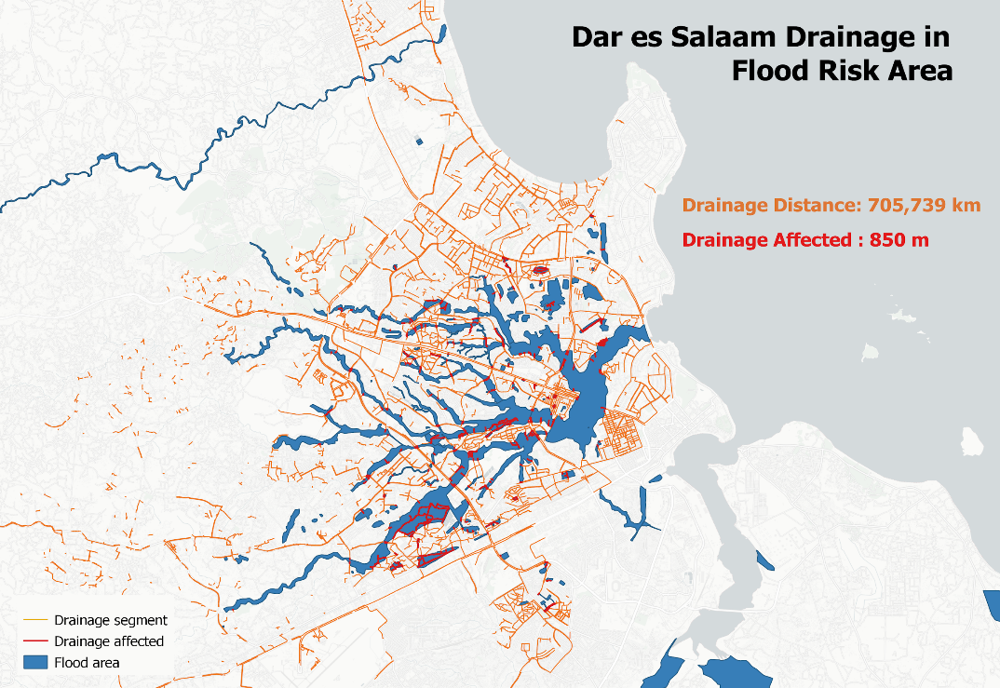 Dar es Salaam Drainage in
Flood Risk Area
Drainage Distance: 705,739 km
Drainage Affected : 850 m
Drainage segment
Drainage affected
Flood area